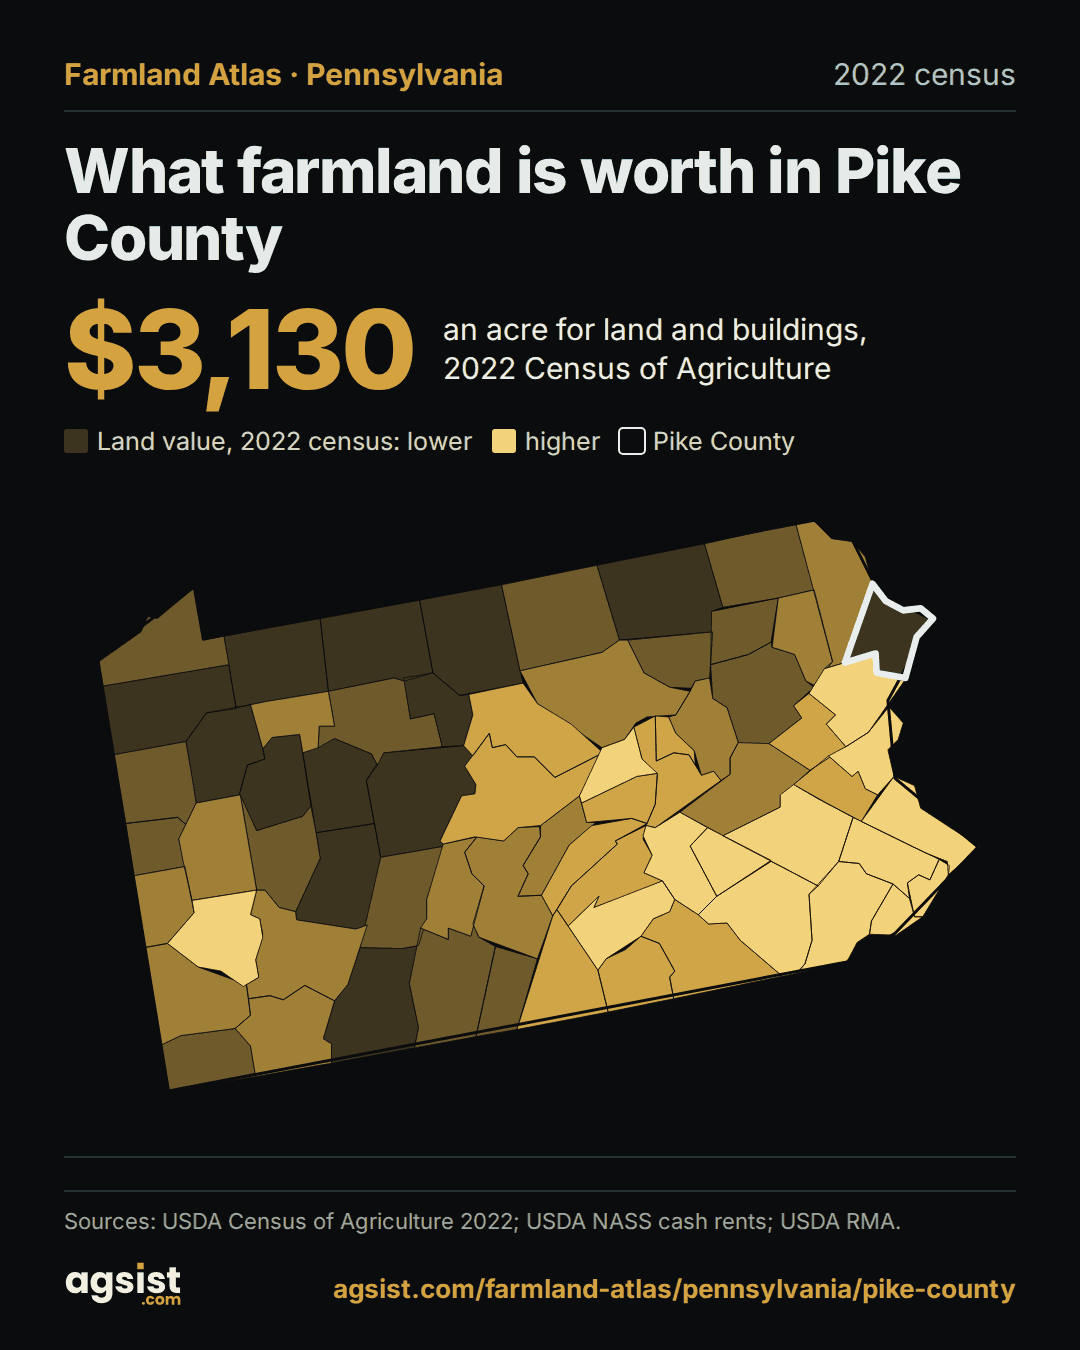 Farmland Atlas · Pennsylvania
2022 census
What farmland is worth in Pike
County
$3,130
an acre for land and buildings,
2022 Census of Agriculture
Land value, 2022 census: lower
higher
Pike County
Sources: USDA Census of Agriculture 2022; USDA NASS cash rents; USDA RMA.
agsist
.com
agsist.com/farmland-atlas/pennsylvania/pike-county